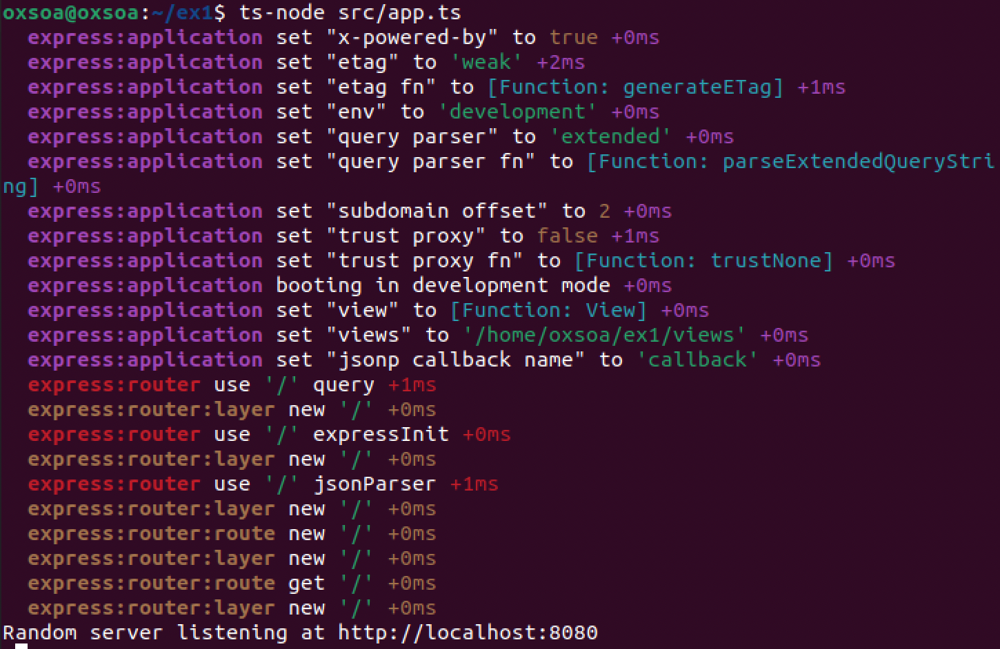 oxsoa@oxsoa:~/ex1$ ts-node src/app.ts
express:application set "x-powered-by" to true +0ms
express:application set "etag" to 'weak' +2ms
express:application set "etag fn" to [Function: generateETag] +1ms
express:application set "env" to 'development' +0ms
express:application set "query parser" to 'extended' +0ms
express:application set "query parser fn" to [Function: parseExtendedQueryStri
ng] +0ms
express:application set "subdomain offset" to 2 +0ms
express:application set "trust proxy" to false +1ms
express:application set "trust proxy fn" to [Function: trustNone] +0ms
express:application booting in development mode +0ms
express:application set "view" to [Function: View] +0ms
express:application set "views" to '/home/oxsoa/ex1/views' +0ms
express:application set "jsonp callback name" to 'callback' +0ms
express:router use '/' query +1ms
express:router:layer new '/' +0ms
express:router use '/' expressInit +0ms
express:router:layer new '/' +0ms
express:router use '/' jsonParser +1ms
express:router:layer new '/' +0ms
express:router:route new '/' +0ms
express:router:layer new '/' +0ms
express:router:route get '/' +0ms
express:router:layer new '/' +0ms
Random server listening at http://localhost:8080